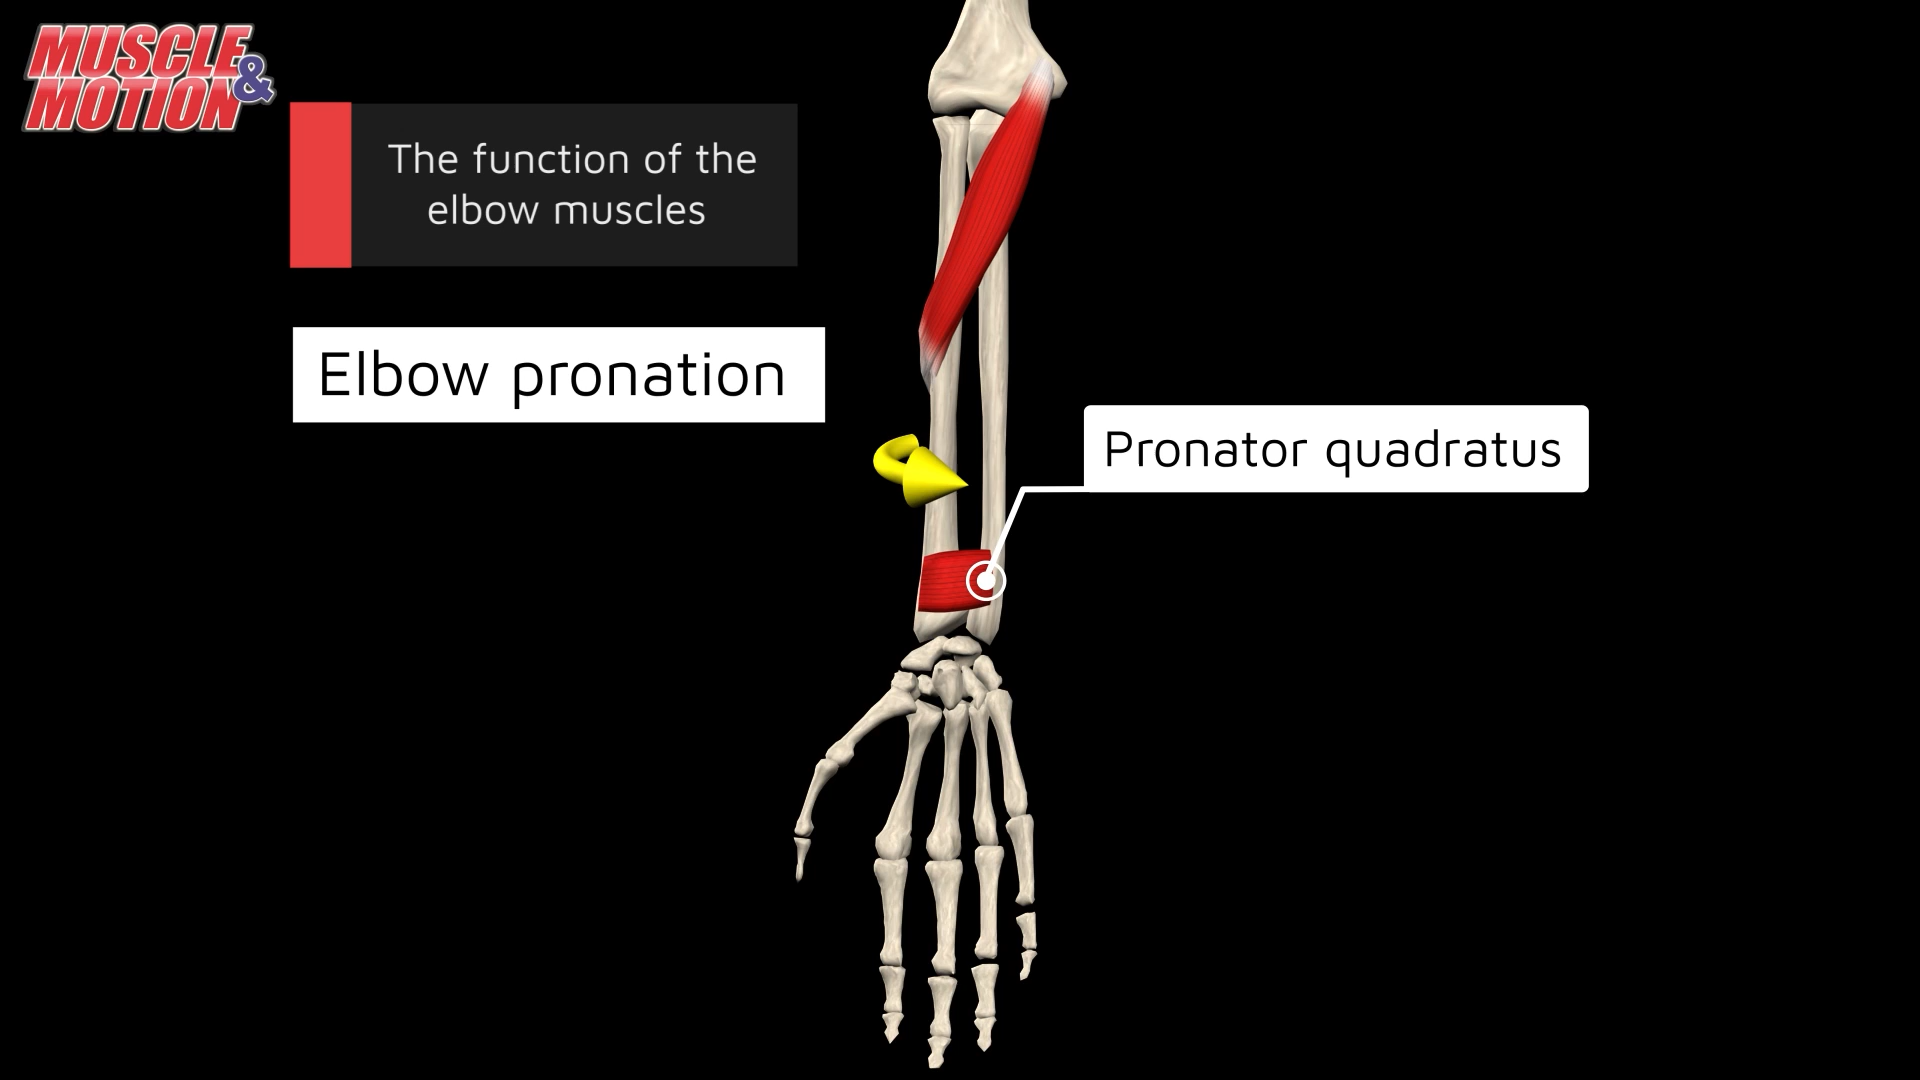 MUSCLE &
MOTION
The function of the
elbow muscles
Elbow pronation
Pronator quadratus